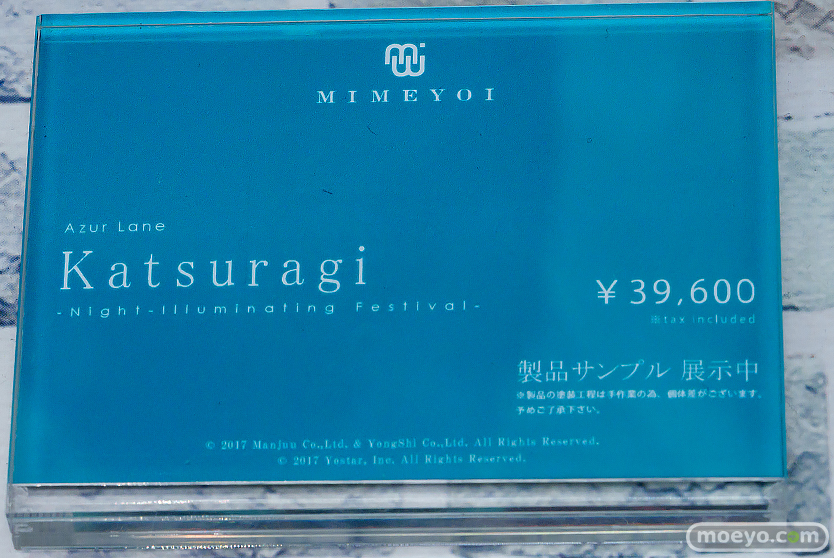 mi
MIMEYOI
Azur Lane
Katsuragi
-Night-Illuminating Festival-
¥ 39,600
※tax included
製品サンプル 展示中
※製品の塗装工程は手作業の為、個体差がございます。
予めご了承下さい。
© 2017 Manjuu Co.,Ltd. & YongShi Co.,Ltd. All Rights Reserved.
© 2017 Yostar, Inc. All Rights Reserved.
moeyo.com